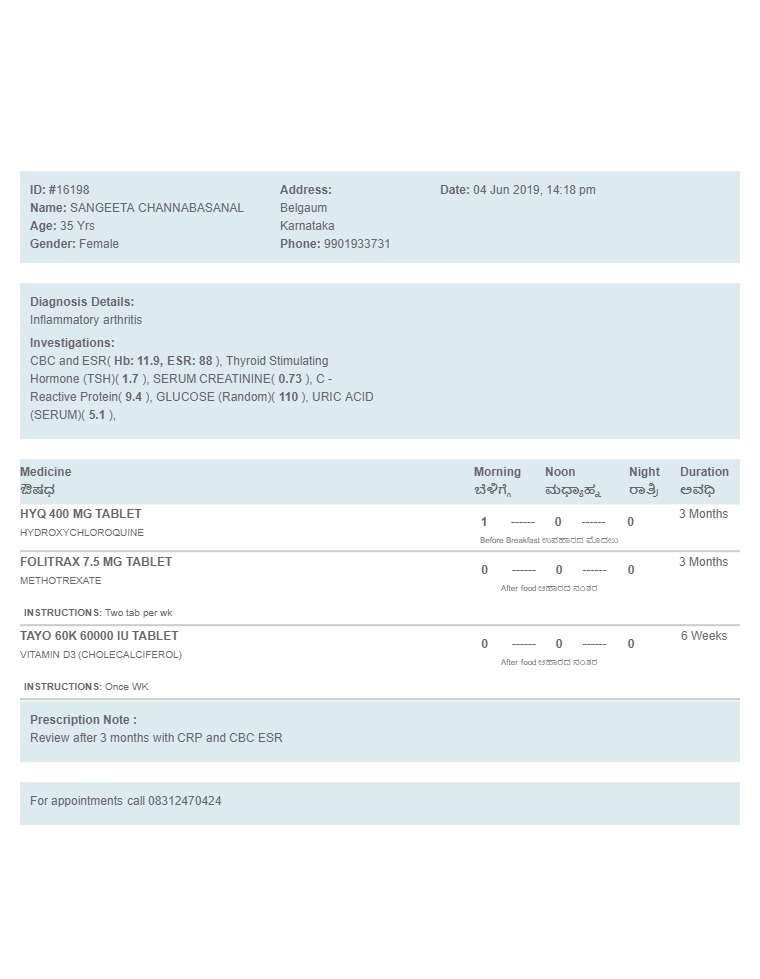 ID: #16198 Address: Date: 04 Jun 2019, 14:18 pm
Name: SANGEETA CHANNABASANAL Belgaum
Age: 35 Yrs Karnataka
Gender: Female Phone: 9901933731
Diagnosis Details:
Inflammatory arthritis
Investigations:
CBC and ESR( Hb: 11.9, ESR: 88 ), Thyroid Stimulating
Hormone (TSH)( 1.7 ), SERUM CREATININE( 0.73 ), C -
Reactive Protein( 9.4 ), GLUCOSE (Random)( 110 ), URIC ACID
(SERUM)( 5.1 ),
Medicine Morning Noon Night Duration
ಔಷಧ ಬೆಳಿಗ್ಗೆ ಮಧ್ಯಾಹ್ನ ರಾತ್ರಿ ಅವಧಿ
HYQ 400 MG TABLET 1 ------ 0 ------ 0 3 Months
HYDROXYCHLOROQUINE
Before Breakfast ಉಪಹಾರದ ಮೊದಲು
FOLITRAX 7.5 MG TABLET 0 ------ 0 ------ 0 3 Months
METHOTREXATE
After food ಆಹಾರದ ನಂತರ
INSTRUCTIONS: Two tab per wk
TAYO 60K 60000 IU TABLET 0 ------ 0 ------ 0 6 Weeks
VITAMIN D3 (CHOLECALCIFEROL)
After food ಆಹಾರದ ನಂತರ
INSTRUCTIONS: Once WK
Prescription Note :
Review after 3 months with CRP and CBC ESR
For appointments call 08312470424